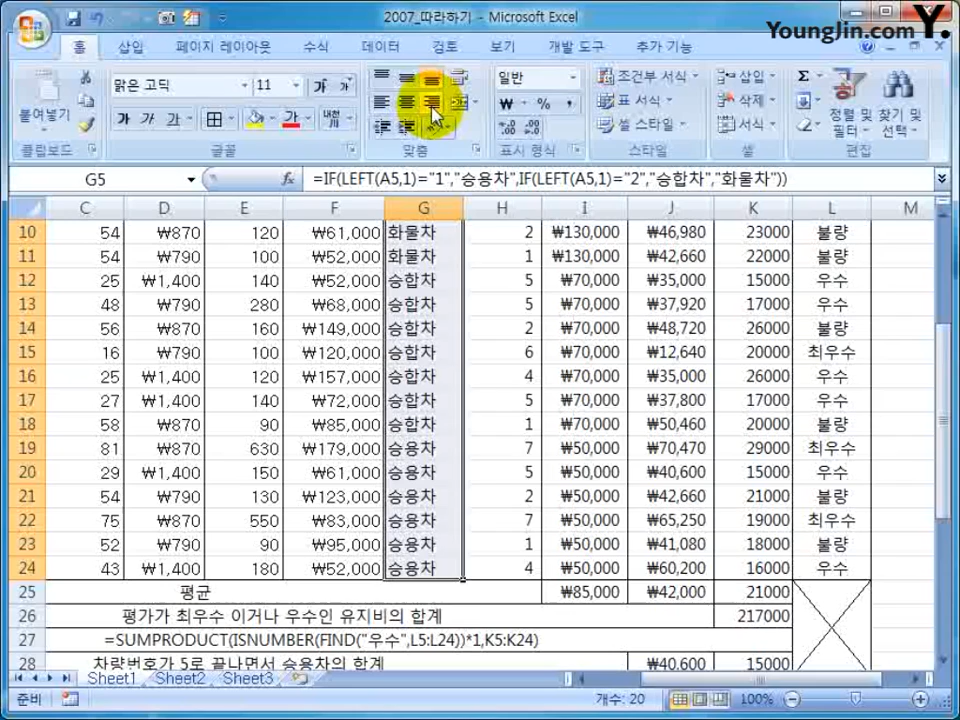 2007_따라하기 - Microsoft Excel
YoungJin.com Y.
홈 삽입 페이지 레이아웃 수식 데이터 검토 보기 개발 도구 추가 기능
붙여넣기 맑은 고딕 11 가 가 일반 조건부 서식 삽입 Σ
₩ % , 표 서식 삭제 정렬 및 필터 찾기 및 선택
가 가 가 가 내천 셀 스타일 서식
클립보드 글꼴 맞춤 표시 형식 스타일 셀 편집
G5 fx =IF(LEFT(A5,1)="1","승용차",IF(LEFT(A5,1)="2","승합차","화물차"))
C D E F G H I J K L M
10 54 ₩870 120 ₩61,000 화물차 2 ₩130,000 ₩46,980 23000 불량
11 54 ₩790 100 ₩52,000 화물차 1 ₩130,000 ₩42,660 22000 불량
12 25 ₩1,400 140 ₩52,000 승합차 5 ₩70,000 ₩35,000 15000 우수
13 48 ₩790 280 ₩68,000 승합차 5 ₩70,000 ₩37,920 17000 우수
14 56 ₩870 160 ₩149,000 승합차 2 ₩70,000 ₩48,720 26000 불량
15 16 ₩790 100 ₩120,000 승합차 6 ₩70,000 ₩12,640 20000 최우수
16 25 ₩1,400 120 ₩157,000 승합차 4 ₩70,000 ₩35,000 26000 우수
17 27 ₩1,400 140 ₩72,000 승합차 5 ₩70,000 ₩37,800 17000 우수
18 58 ₩870 90 ₩85,000 승합차 1 ₩70,000 ₩50,460 20000 불량
19 81 ₩870 630 ₩179,000 승용차 7 ₩50,000 ₩70,470 29000 최우수
20 29 ₩1,400 150 ₩61,000 승용차 5 ₩50,000 ₩40,600 15000 우수
21 54 ₩790 130 ₩123,000 승용차 2 ₩50,000 ₩42,660 21000 불량
22 75 ₩870 550 ₩83,000 승용차 7 ₩50,000 ₩65,250 19000 최우수
23 52 ₩790 90 ₩95,000 승용차 1 ₩50,000 ₩41,080 18000 불량
24 43 ₩1,400 180 ₩52,000 승용차 4 ₩50,000 ₩60,200 16000 우수
25 평균 ₩85,000 ₩42,000 21000
26 평가가 최우수 이거나 우수인 유지비의 합계 217000
27 =SUMPRODUCT(ISNUMBER(FIND("우수",L5:L24))*1,K5:K24)
28 차량번호가 5로 끝나면서 승용차의 합계 ₩40,600 15000
Sheet1 Sheet2 Sheet3
준비 개수: 20 100%